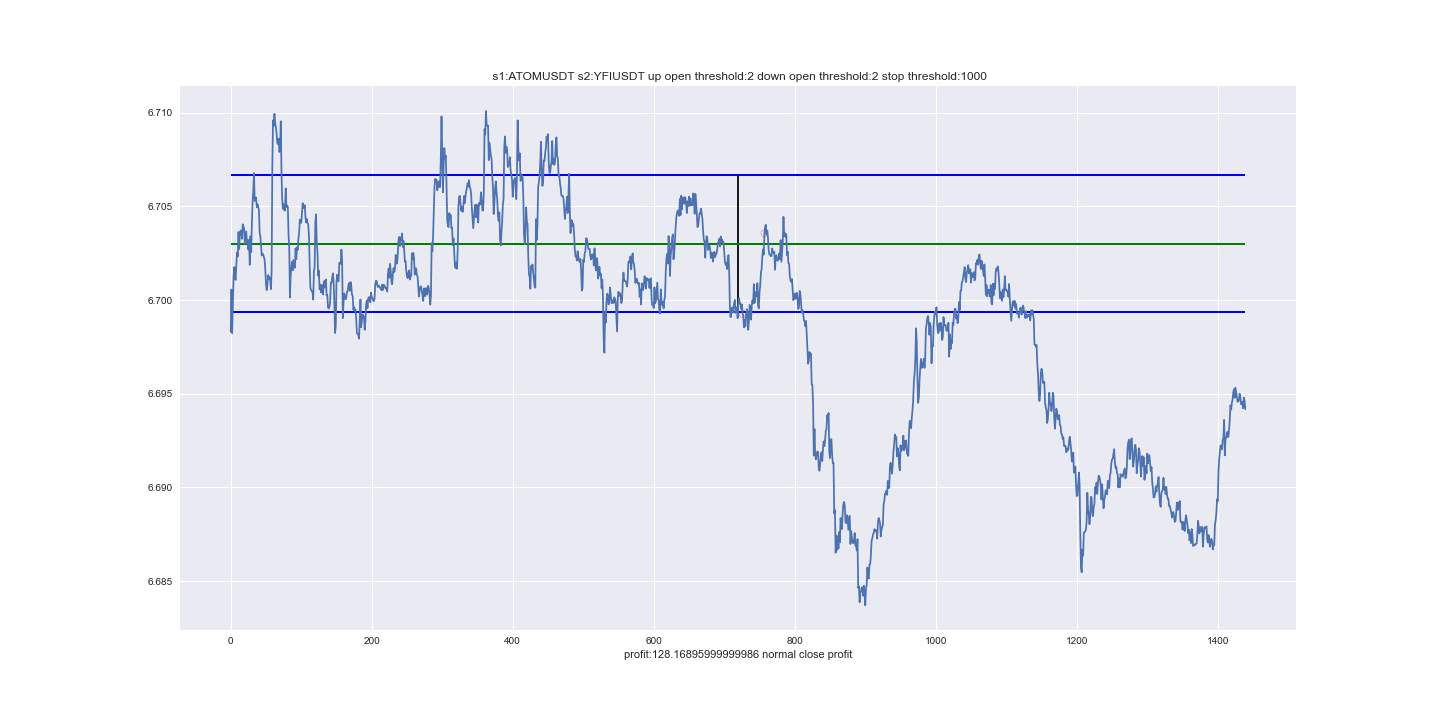 s1:ATOMUSDT s2:YFIUSDT up open threshold:2 down open threshold:2 stop threshold:1000
6.710
6.705
6.700
6.695
6.690
6.685
0 200 400 600 800 1000 1200 1400
profit:128.16895999999986 normal close profit